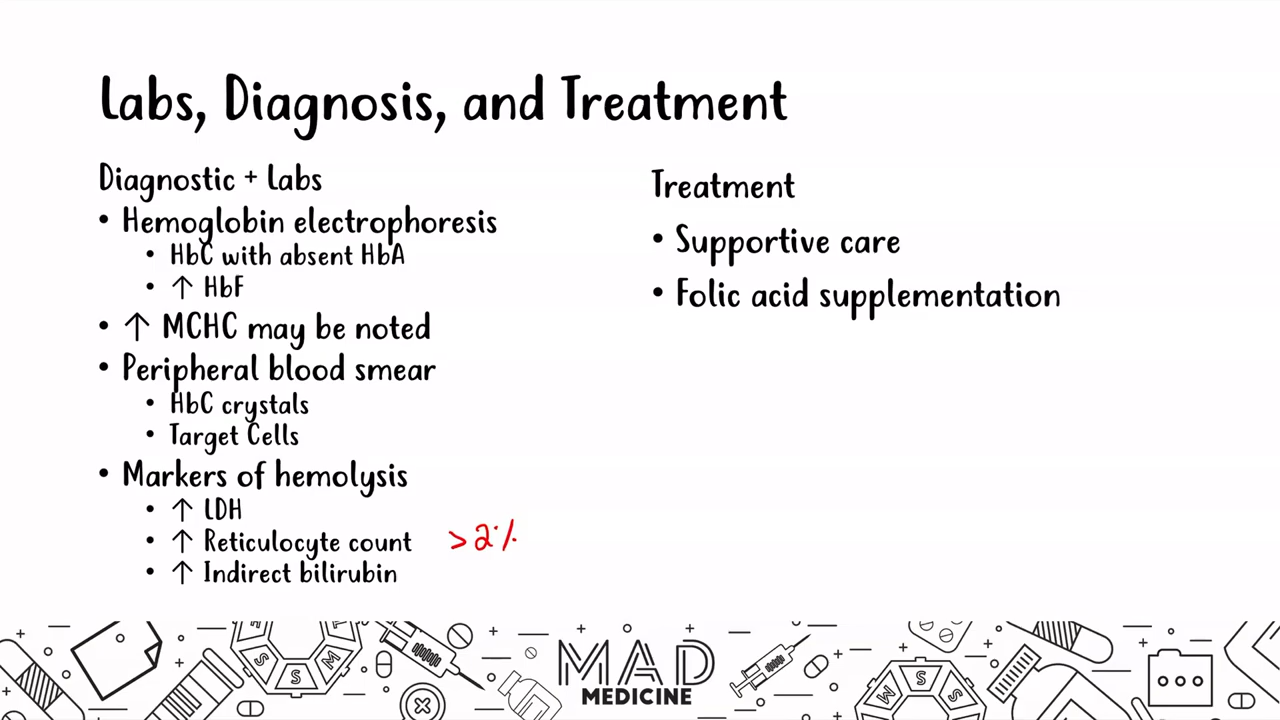 Labs, Diagnosis, and Treatment
Diagnostic + Labs
• Hemoglobin electrophoresis
• HbC with absent HbA
• ↑ HbF
• ↑ MCHC may be noted
• Peripheral blood smear
• HbC crystals
• Target Cells
• Markers of hemolysis
• ↑ LDH
• ↑ Reticulocyte count >2%
• ↑ Indirect bilirubin
Treatment
• Supportive care
• Folic acid supplementation
MAD
MEDICINE
S
S
M
M
S
S